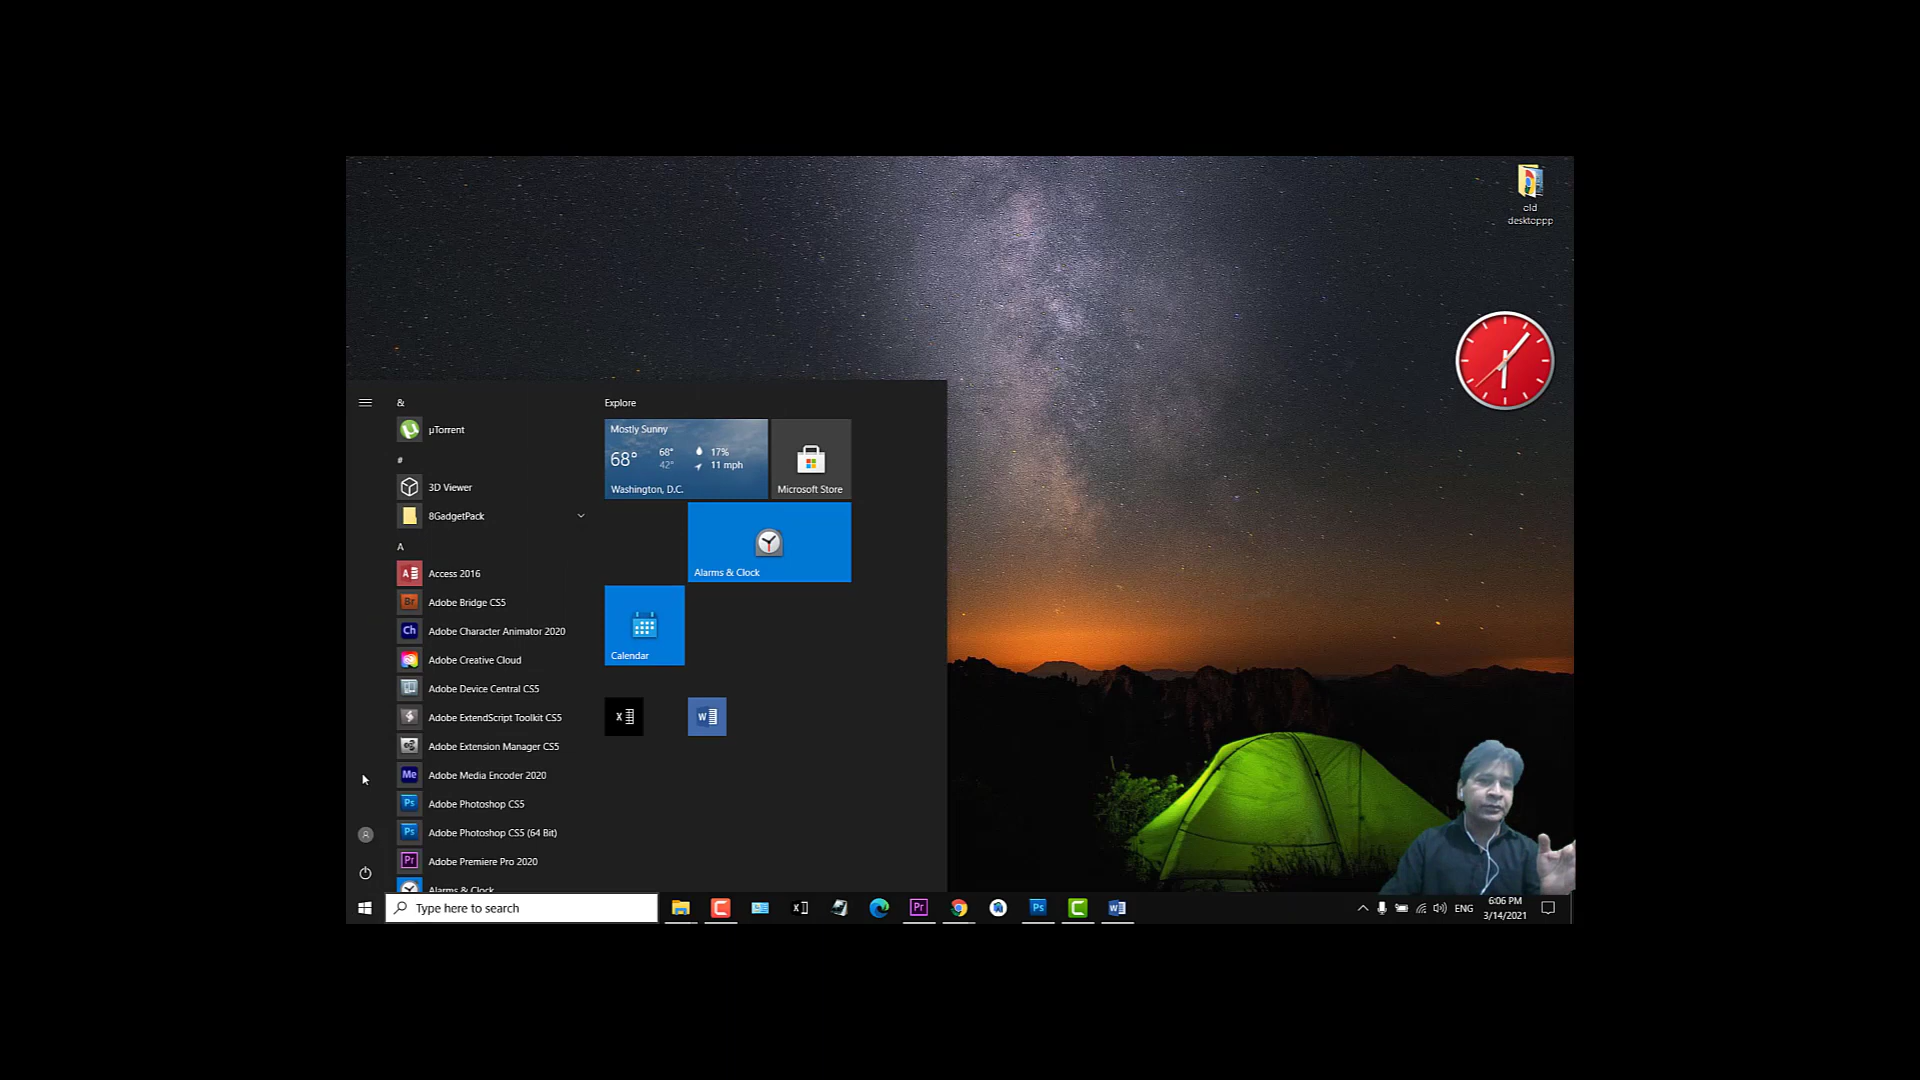 old
desktoppp
&
µTorrent
#
3D Viewer
8GadgetPack
A
Access 2016
Adobe Bridge CS5
Adobe Character Animator 2020
Adobe Creative Cloud
Adobe Device Central CS5
Adobe ExtendScript Toolkit CS5
Adobe Extension Manager CS5
Adobe Media Encoder 2020
Adobe Photoshop CS5
Adobe Photoshop CS5 (64 Bit)
Adobe Premiere Pro 2020
Alarms & Clock
Explore
Mostly Sunny
68° 68° 17%
42° 11 mph
Washington, D.C.
Microsoft Store
Alarms & Clock
Calendar
Type here to search
ENG
6:06 PM
3/14/2021